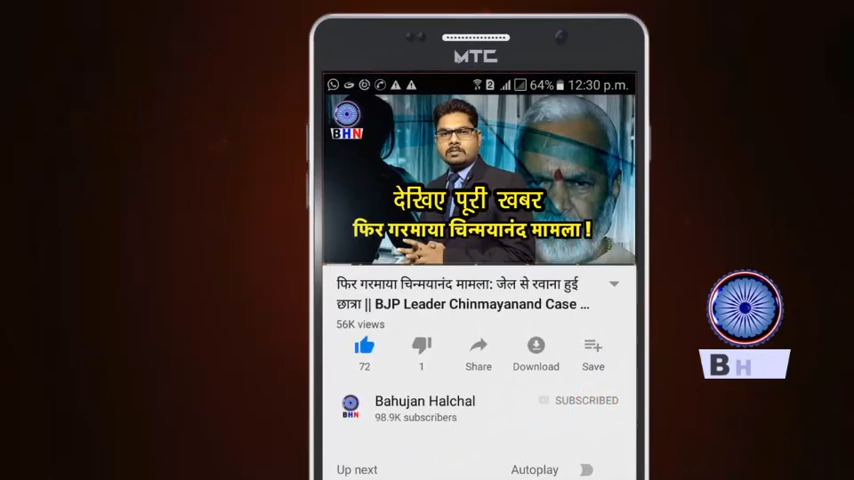 MTC
2 64% 12:30 p.m.
BHN
देखिए पूरी खबर
फिर गरमाया चिन्मयानंद मामला !
फिर गरमाया चिन्मयानंद मामला: जेल से रवाना हुई
छात्रा || BJP Leader Chinmayanand Case ...
56K views
72 1 Share Download Save
Bahujan Halchal SUBSCRIBED
BHN 98.9K subscribers
Up next Autoplay
BH